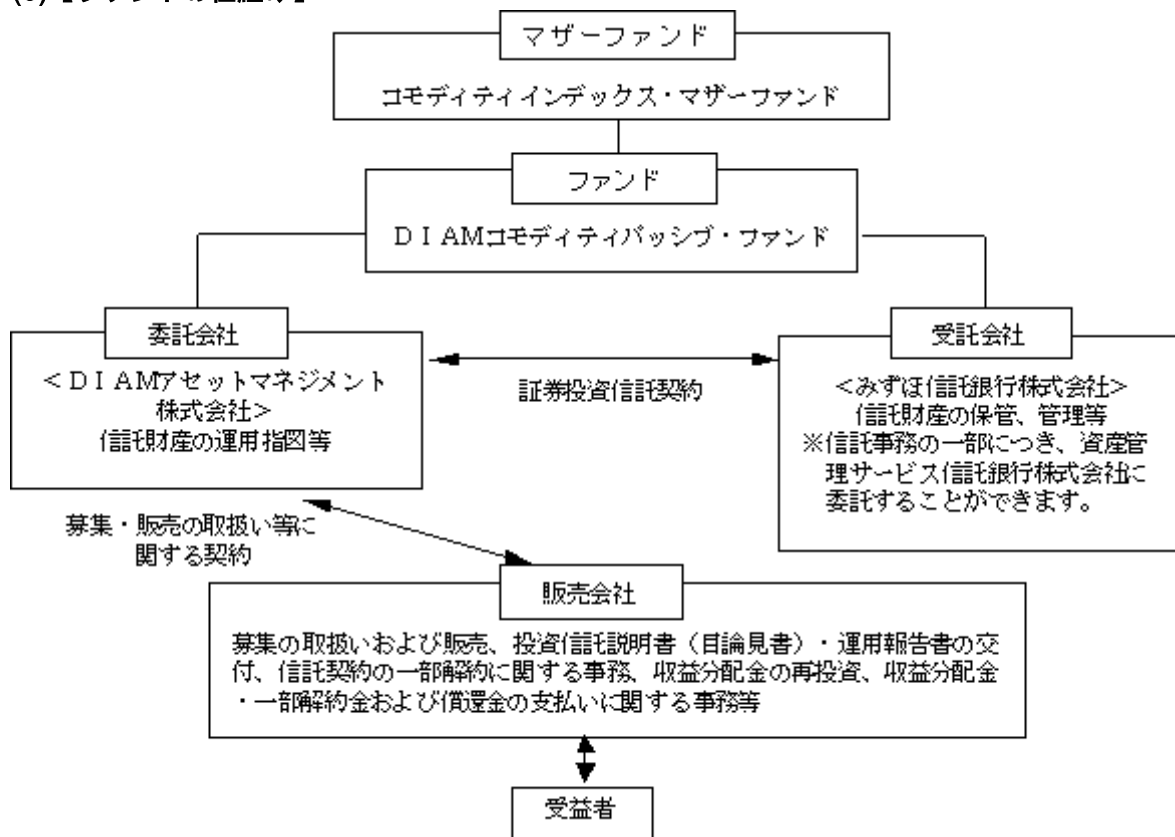 マザーファンド
コモディティインデックス・マザーファンド
ファンド
ＤＩＡＭコモディティパッシヴ・ファンド
委託会社
＜ＤＩＡＭアセットマネジメント
株式会社＞
信託財産の運用指図等
証券投資信託契約
受託会社
＜みずほ信託銀行株式会社＞
信託財産の保管、管理等
※信託事務の一部につき、資産管
理サービス信託銀行株式会社に
委託することができます。
募集・販売の取扱い等に
関する契約
販売会社
募集の取扱いおよび販売、投資信託説明書（目論見書）・運用報告書の交
付、信託契約の一部解約に関する事務、収益分配金の再投資、収益分配金
・一部解約金および償還金の支払いに関する事務等
受益者